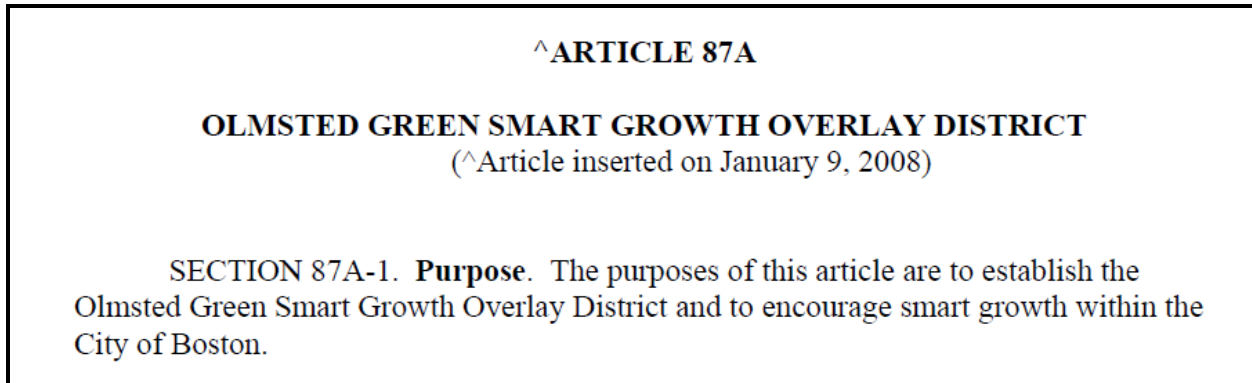 ^ARTICLE 87A
OLMSTED GREEN SMART GROWTH OVERLAY DISTRICT
(^Article inserted on January 9, 2008)
SECTION 87A-1. Purpose. The purposes of this article are to establish the
Olmsted Green Smart Growth Overlay District and to encourage smart growth within the
City of Boston.